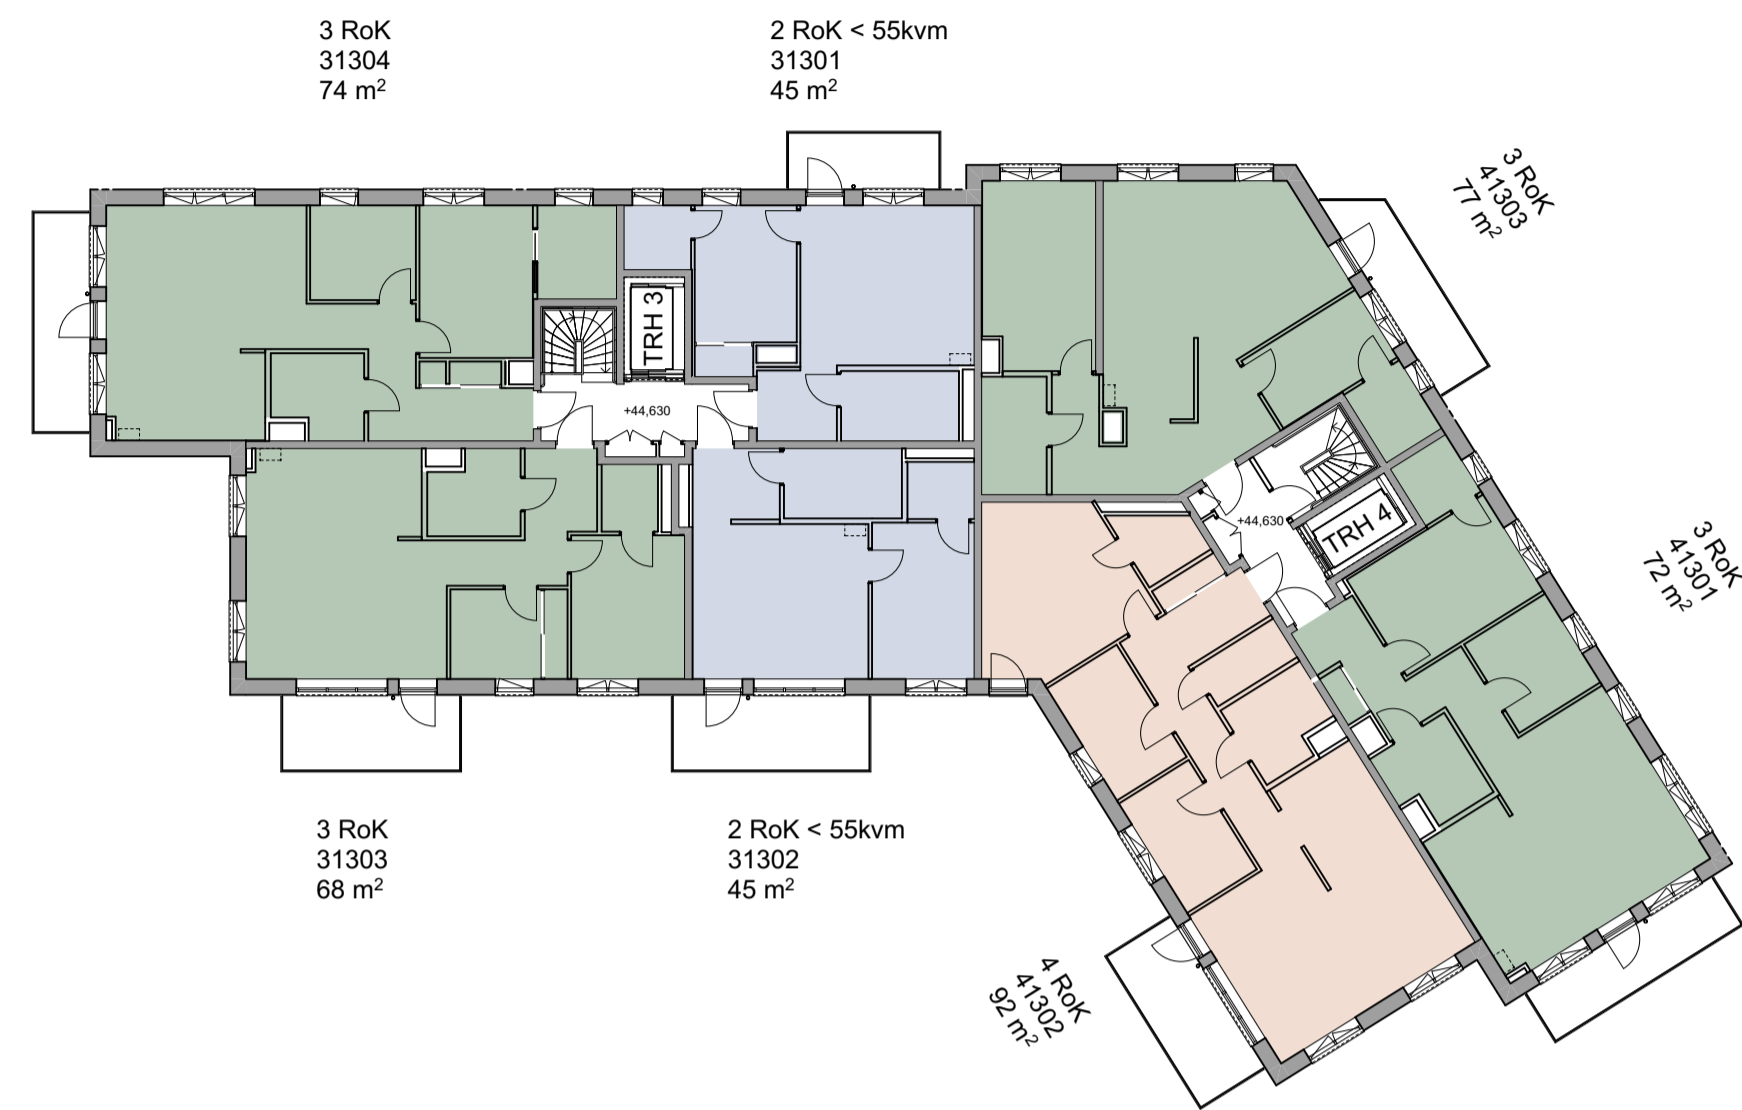 3 RoK
31304
74 m²
2 RoK < 55kvm
31301
45 m²
3 RoK
41303
77 m²
TRH 3
+44,630
+44,630
TRH 4
3 RoK
41301
72 m²
3 RoK
31303
68 m²
2 RoK < 55kvm
31302
45 m²
4 RoK
41302
92 m²